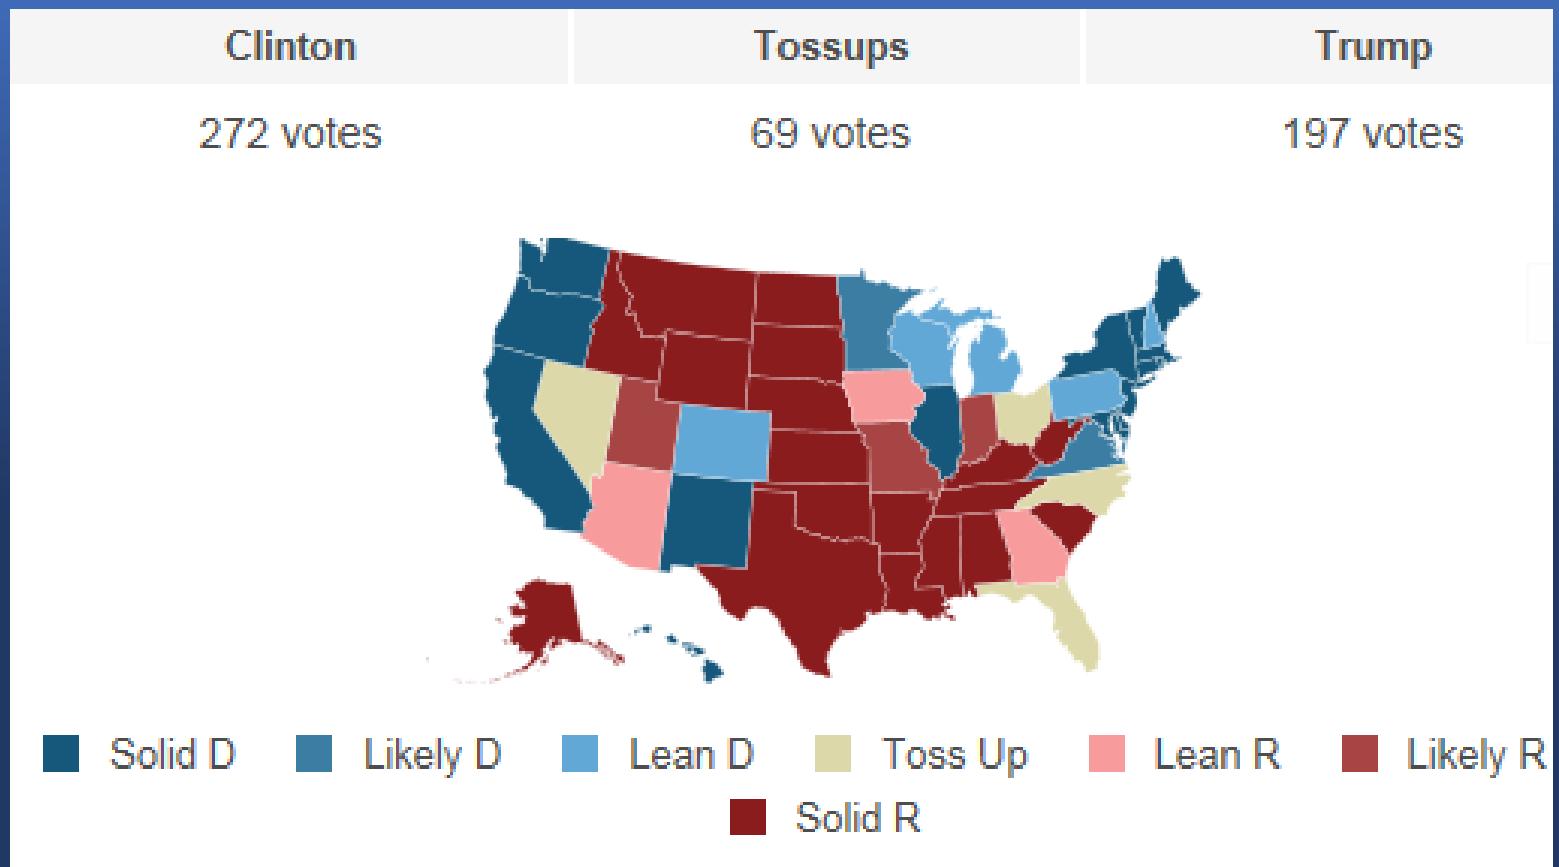 Clinton Tossups Trump
272 votes 69 votes 197 votes
Solid D Likely D Lean D Toss Up Lean R Likely R
Solid R